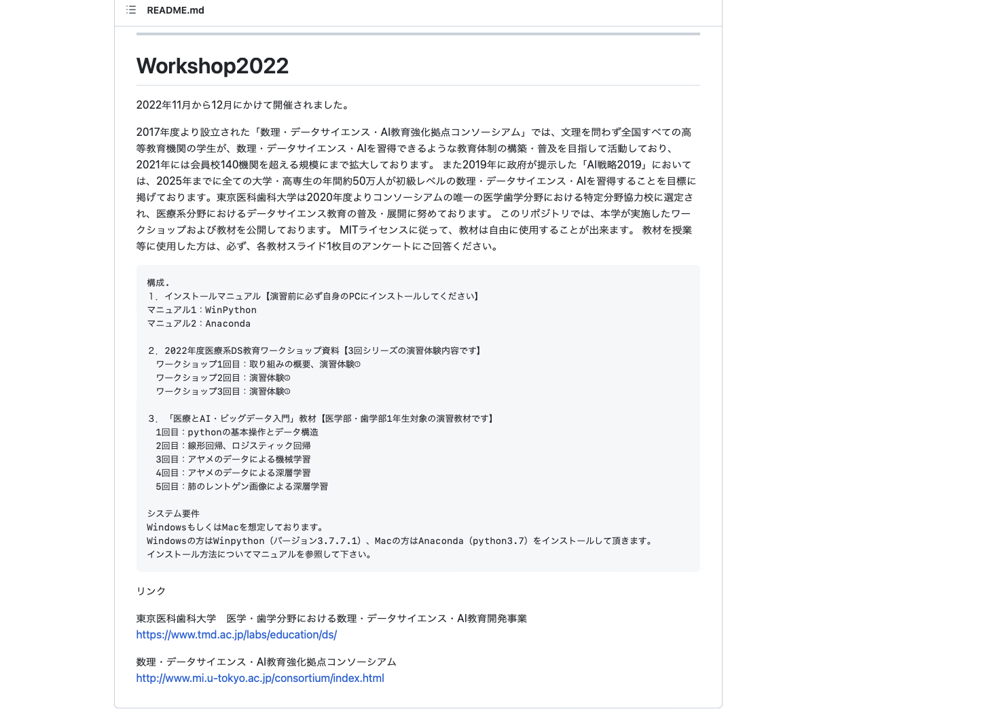 README.md
Workshop2022
2022年11月から12月にかけて開催されました。
2017年度より設立された「数理・データサイエンス・AI教育強化拠点コンソーシアム」では、文理を問わず全国すべての高
等教育機関の学生が、数理・データサイエンス・AIを習得できるような教育体制の構築・普及を目指して活動しており、
2021年には会員校140機関を超える規模にまで拡大しております。 また2019年に政府が提示した「AI戦略2019」において
は、2025年までに全ての大学・高専生の年間約50万人が初級レベルの数理・データサイエンス・AIを習得することを目標に
掲げております。東京医科歯科大学は2020年度よりコンソーシアムの唯一の医学歯学分野における特定分野協力校に選定さ
れ、医療系分野におけるデータサイエンス教育の普及・展開に努めております。 このリポジトリでは、本学が実施したワー
クショップおよび教材を公開しております。 MITライセンスに従って、教材は自由に使用することが出来ます。 教材を授業
等に使用した方は、必ず、各教材スライド1枚目のアンケートにご回答ください。
構成.
１．インストールマニュアル【演習前に必ず自身のPCにインストールしてください】
マニュアル1：WinPython
マニュアル2：Anaconda
２．2022年度医療系DS教育ワークショップ資料【3回シリーズの演習体験内容です】
ワークショップ1回目：取り組みの概要、演習体験①
ワークショップ2回目：演習体験②
ワークショップ3回目：演習体験③
３．「医療とAI・ビッグデータ入門」教材【医学部・歯学部1年生対象の演習教材です】
1回目：pythonの基本操作とデータ構造
2回目：線形回帰、ロジスティック回帰
3回目：アヤメのデータによる機械学習
4回目：アヤメのデータによる深層学習
5回目：肺のレントゲン画像による深層学習
システム要件
WindowsもしくはMacを想定しております。
Windowsの方はWinpython（バージョン3.7.7.1）、Macの方はAnaconda（python3.7）をインストールして頂きます。
インストール方法についてマニュアルを参照して下さい。
リンク
東京医科歯科大学　医学・歯学分野における数理・データサイエンス・AI教育開発事業
https://www.tmd.ac.jp/labs/education/ds/
数理・データサイエンス・AI教育強化拠点コンソーシアム
http://www.mi.u-tokyo.ac.jp/consortium/index.html